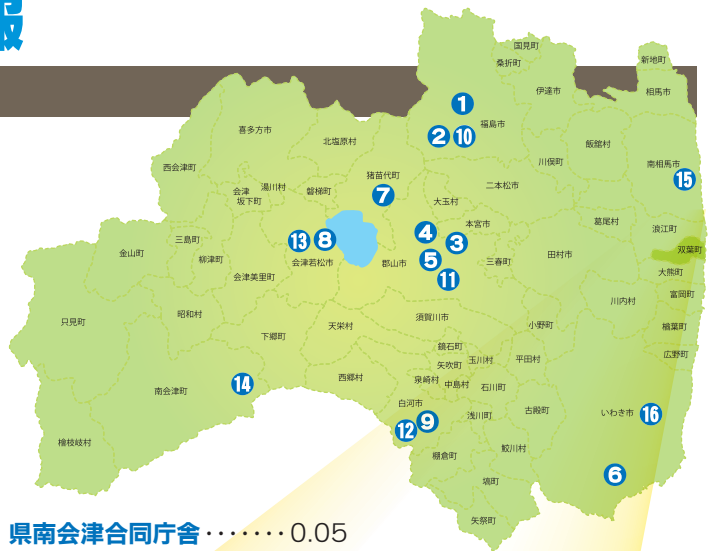 報
国見町
桑折町
新地町
伊達市
相馬市
1
福島市
喜多方市
2 10
北塩原村
飯舘村
川俣町
南相馬市
西会津町
猪苗代町
15
湯川村
磐梯町
二本松市
会津
坂下町
7
大玉村
葛尾村
本宮市
浪江町
4
三島町
13 8
3
双葉町
金山町
田村市
柳津町
会津若松市
郡山市
5
三春町
大熊町
会津美里町
11
富岡町
川内村
昭和村
楢葉町
只見町
須賀川市
天栄村
小野町
下郷町
鏡石町
広野町
玉川村
平田村
矢吹町
西郷村
泉崎村
中島村
石川町
14
南会津町
白河市
古殿町
いわき市
16
9
浅川町
12
檜枝岐村
鮫川村
棚倉町
6
塙町
矢祭町
県南会津合同庁舎・・・・・・・0.05